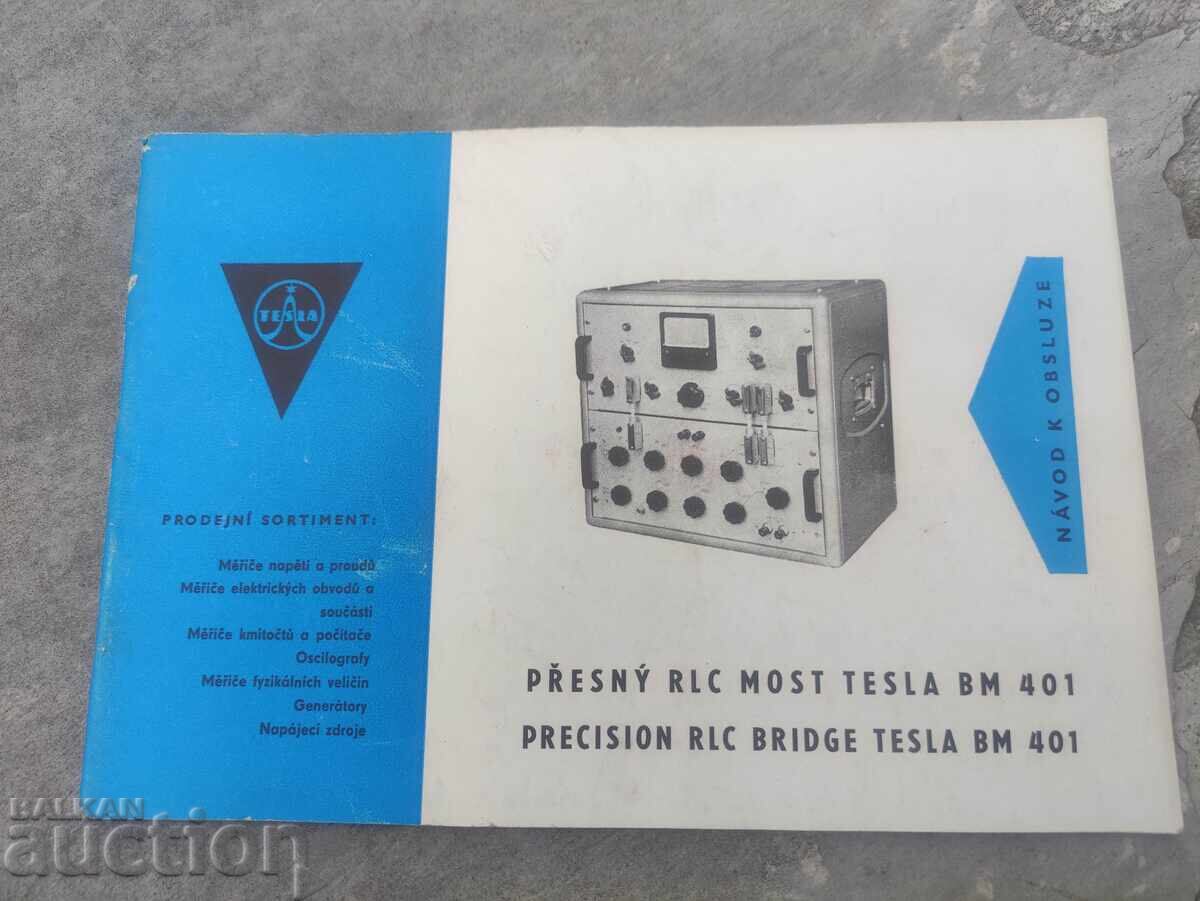 TESLA
PRODEJNÍ SORTIMENT:
Měřiče napětí a proudů
Měřiče elektrických obvodů a
součástí
Měřiče kmitočtů a počítače
Oscilografy
Měřiče fyzikálních veličin
Generátory
Napájecí zdroje
NÁVOD K OBSLUZE
PŘESNÝ RLC MOST TESLA BM 401
PRECISION RLC BRIDGE TESLA BM 401
BALKAN
auction